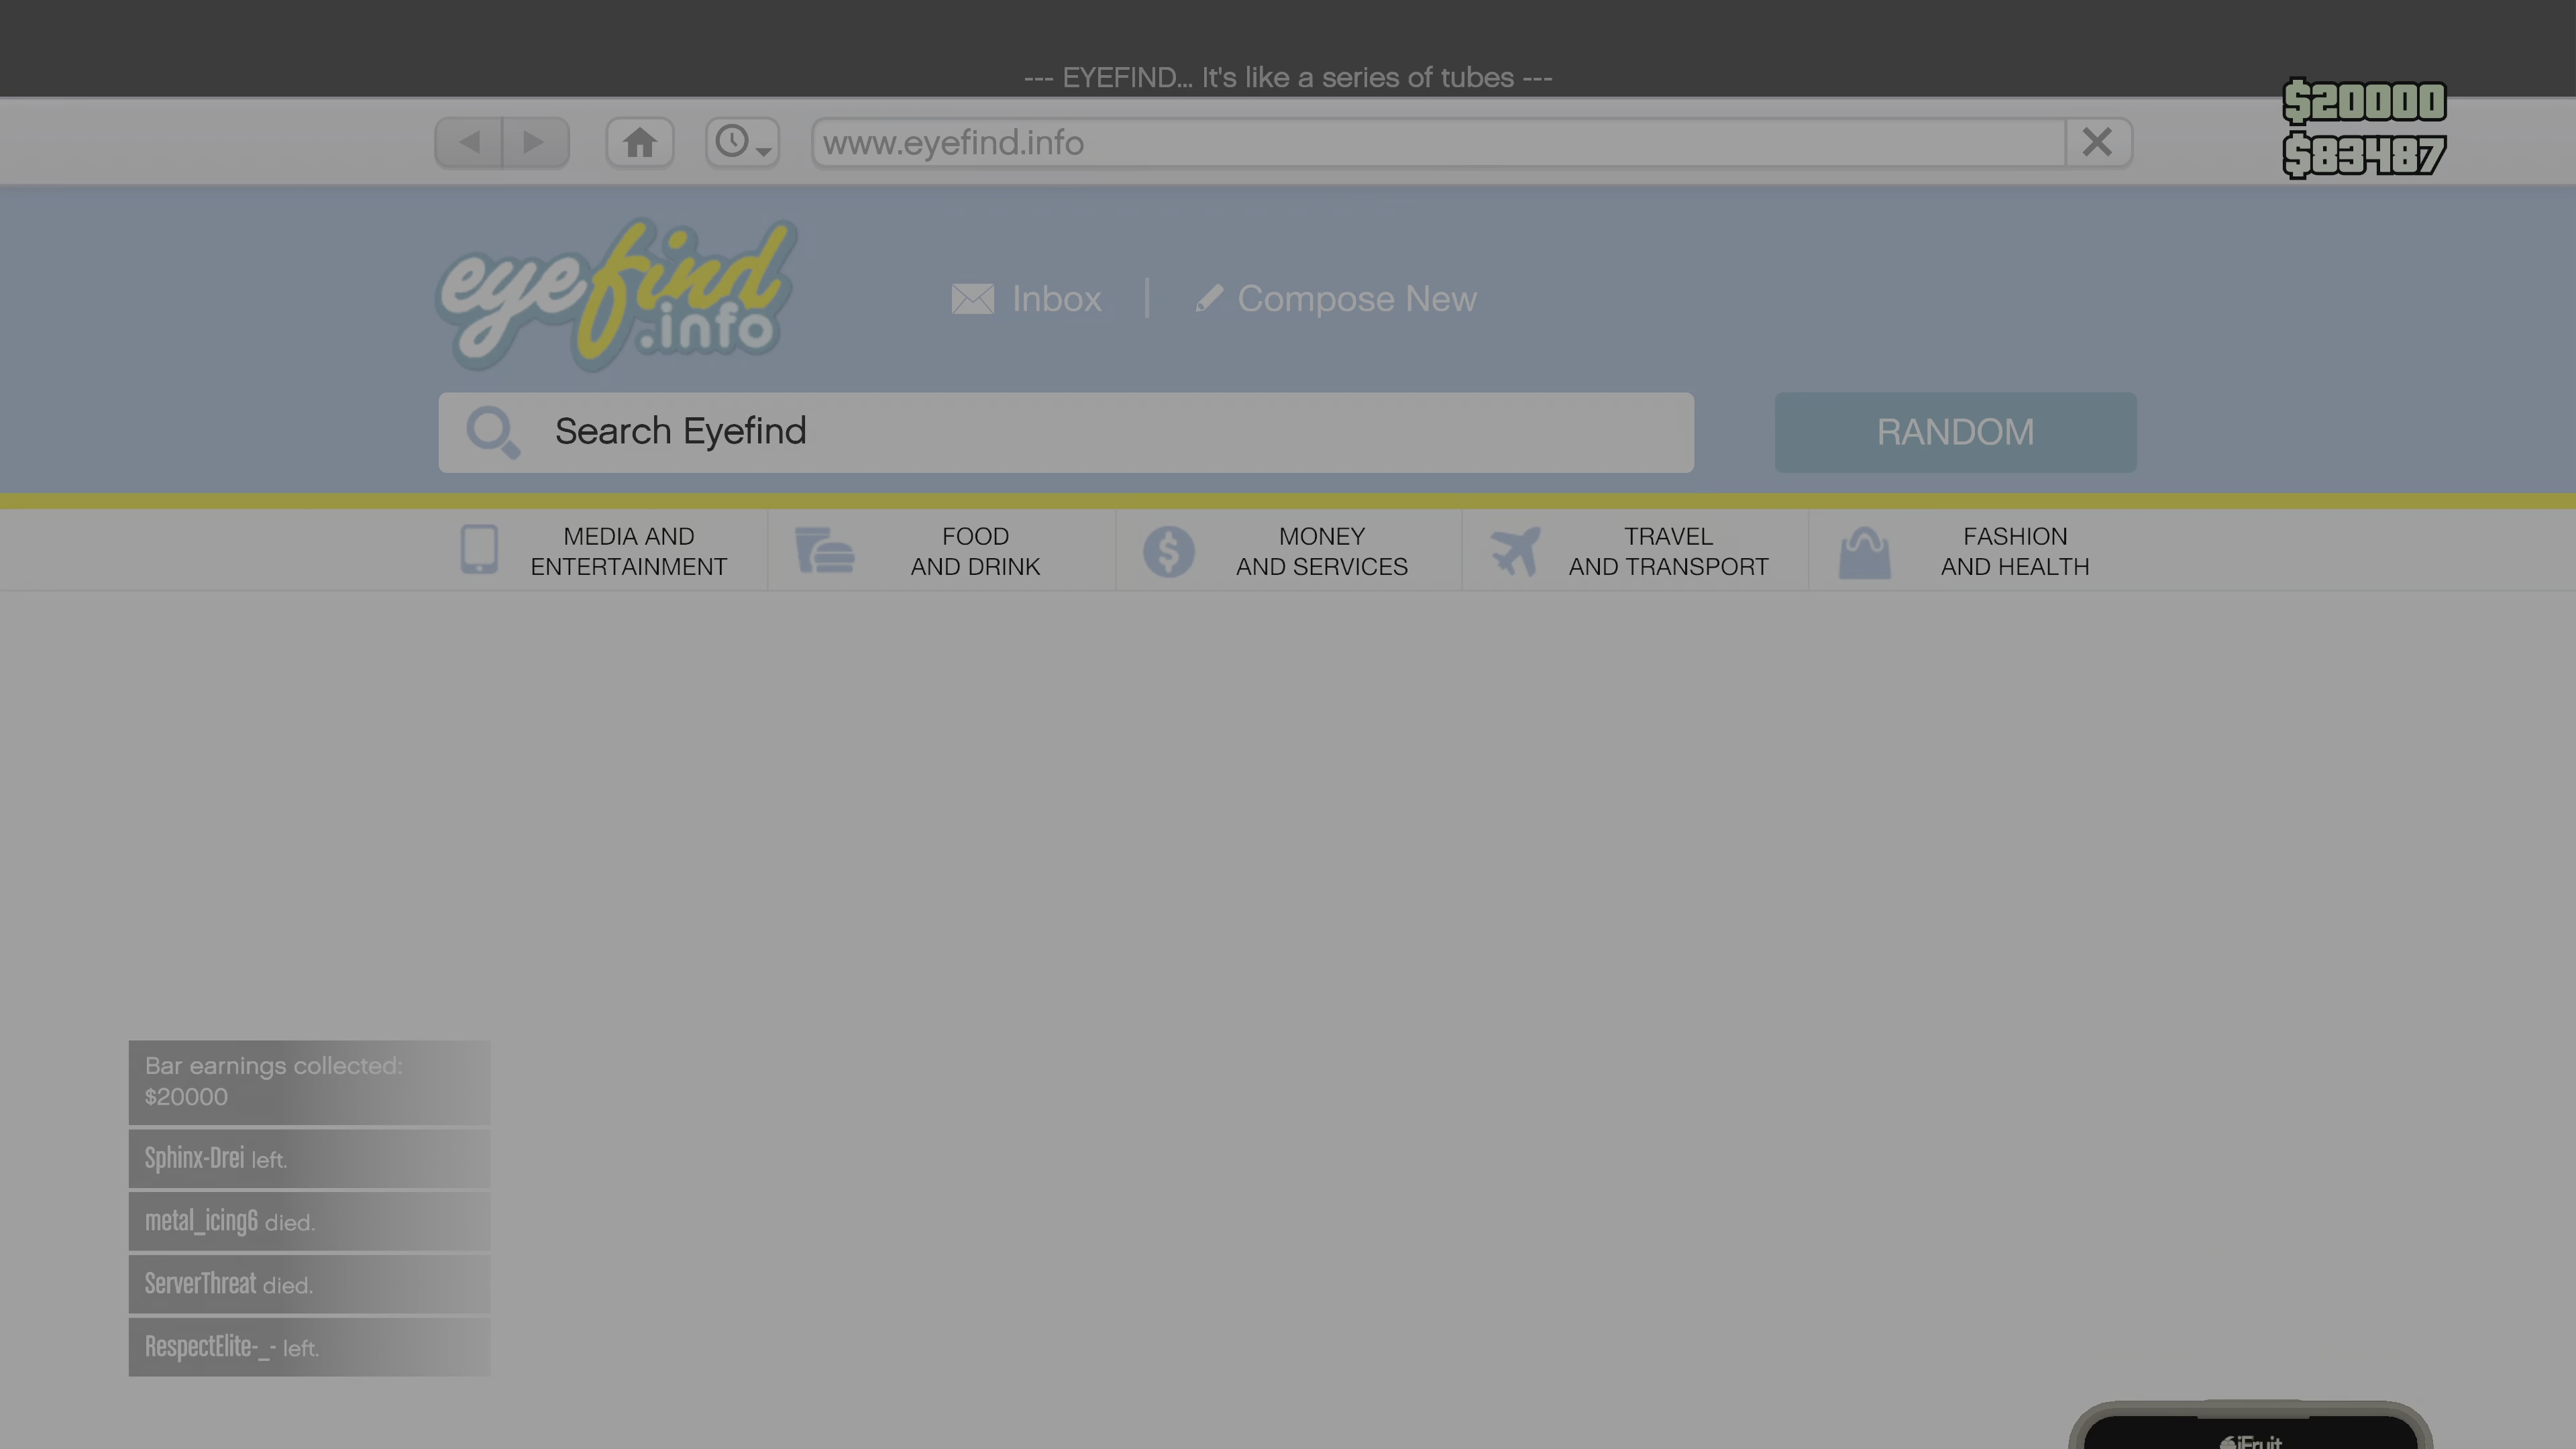 --- EYEFIND... It's like a series of tubes ---
$20000
www.eyefind.info
$83487
eyefind
.info
Inbox | Compose New
Search Eyefind
RANDOM
MEDIA AND
ENTERTAINMENT
FOOD
AND DRINK
MONEY
AND SERVICES
TRAVEL
AND TRANSPORT
FASHION
AND HEALTH
Bar earnings collected:
$20000
Sphinx-Drei left.
metal_icing6 died.
ServerThreat died.
RespectElite-_- left.
iFruit